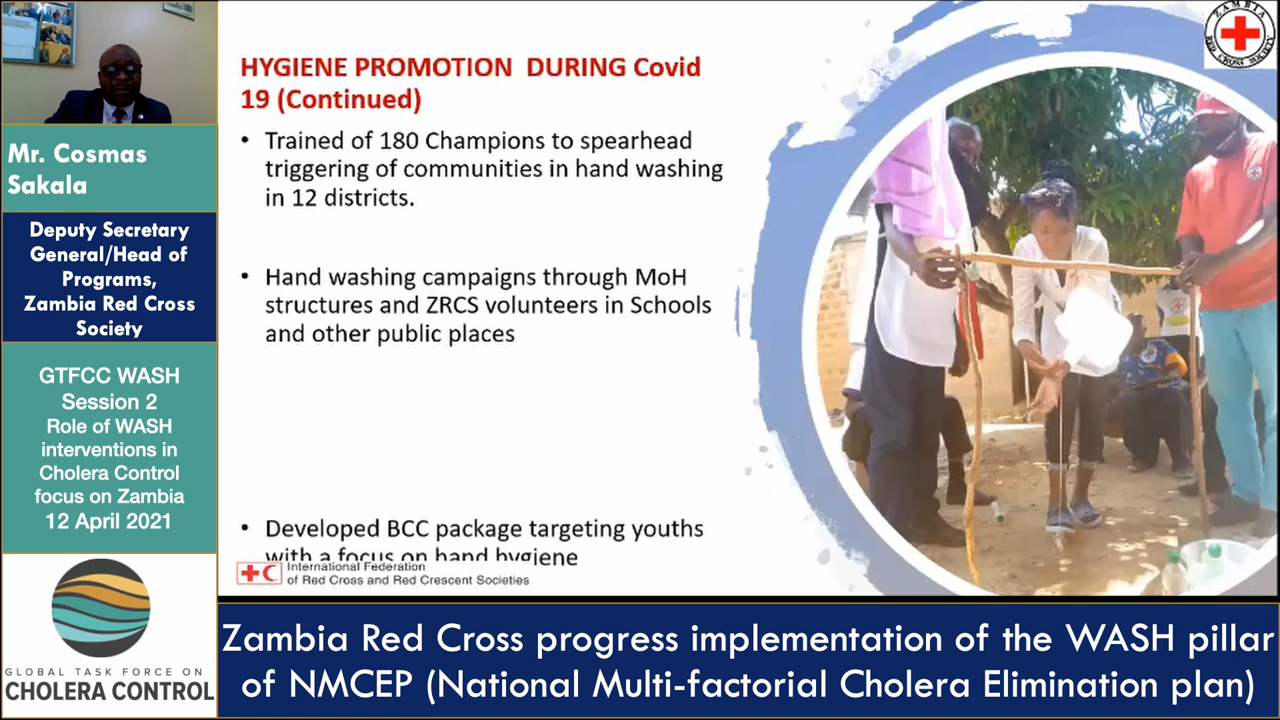 Mr. Cosmas
Sakala
Deputy Secretary
General/Head of
Programs,
Zambia Red Cross
Society
GTFCC WASH
Session 2
Role of WASH
interventions in
Cholera Control
focus on Zambia
12 April 2021
GLOBAL TASK FORCE ON
CHOLERA CONTROL
HYGIENE PROMOTION DURING Covid
19 (Continued)
• Trained of 180 Champions to spearhead
triggering of communities in hand washing
in 12 districts.
• Hand washing campaigns through MoH
structures and ZRCS volunteers in Schools
and other public places
• Developed BCC package targeting youths
with a focus on hand hygiene
International Federation
of Red Cross and Red Crescent Societies
ZAMBIA
RED CROSS SOCIETY
Zambia Red Cross progress implementation of the WASH pillar
of NMCEP (National Multi-factorial Cholera Elimination plan)